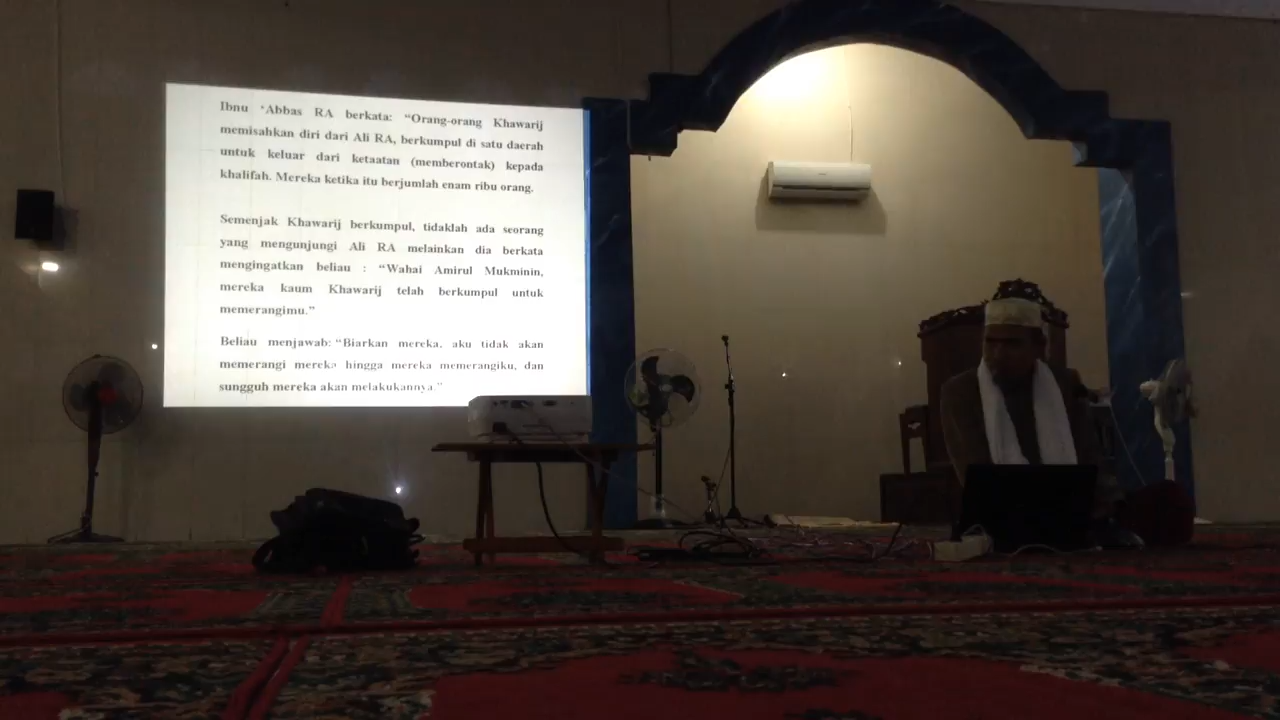 Ibnu ‘Abbas RA berkata: “Orang-orang Khawarij
memisahkan diri dari Ali RA, berkumpul di satu daerah
untuk keluar dari ketaatan (memberontak) kepada
khalifah. Mereka ketika itu berjumlah enam ribu orang.
Semenjak Khawarij berkumpul, tidaklah ada seorang
yang mengunjungi Ali RA melainkan dia berkata
mengingatkan beliau : “Wahai Amirul Mukminin,
mereka kaum Khawarij telah berkumpul untuk
memerangimu.”
Beliau menjawab: “Biarkan mereka, aku tidak akan
memerangi mereka hingga mereka memerangiku, dan
sungguh mereka akan melakukannya.”